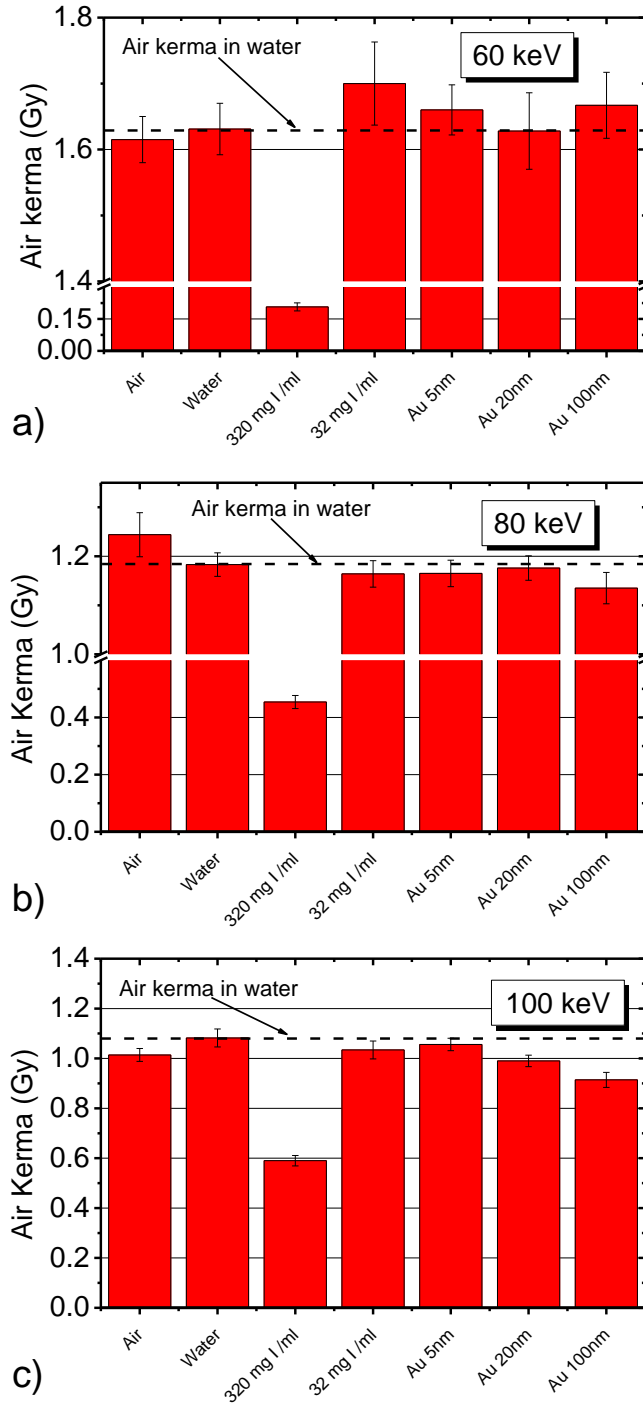 1.8
Air kerma in water
60 keV
1.6
1.4
0.15
0.00
Air kerma (Gy)
Air
Water
320 mg I /ml
32 mg I /ml
Au 5nm
Au 20nm
Au 100nm
a)
Air kerma in water
80 keV
1.2
1.0
0.4
0.2
0.0
Air Kerma (Gy)
Air
Water
320 mg I /ml
32 mg I /ml
Au 5nm
Au 20nm
Au 100nm
b)
1.4
Air kerma in water
100 keV
1.2
1.0
0.8
0.6
0.4
0.2
0.0
Air Kerma (Gy)
Air
Water
320 mg I /ml
32 mg I /ml
Au 5nm
Au 20nm
Au 100nm
c)